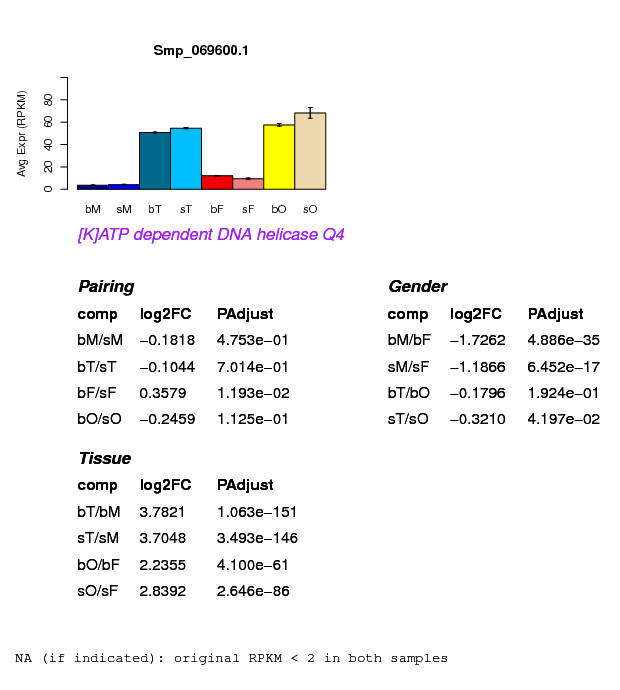 Smp_069600.1
Avg Expr (RPKM)
0 20 40 60 80
bM sM bT sT bF sF bO sO
[K]ATP dependent DNA helicase Q4
Pairing
comp log2FC PAdjust
bM/sM −0.1818 4.753e−01
bT/sT −0.1044 7.014e−01
bF/sF 0.3579 1.193e−02
bO/sO −0.2459 1.125e−01
Gender
comp log2FC PAdjust
bM/bF −1.7262 4.886e−35
sM/sF −1.1866 6.452e−17
bT/bO −0.1796 1.924e−01
sT/sO −0.3210 4.197e−02
Tissue
comp log2FC PAdjust
bT/bM 3.7821 1.063e−151
sT/sM 3.7048 3.493e−146
bO/bF 2.2355 4.100e−61
sO/sF 2.8392 2.646e−86
NA (if indicated): original RPKM < 2 in both samples